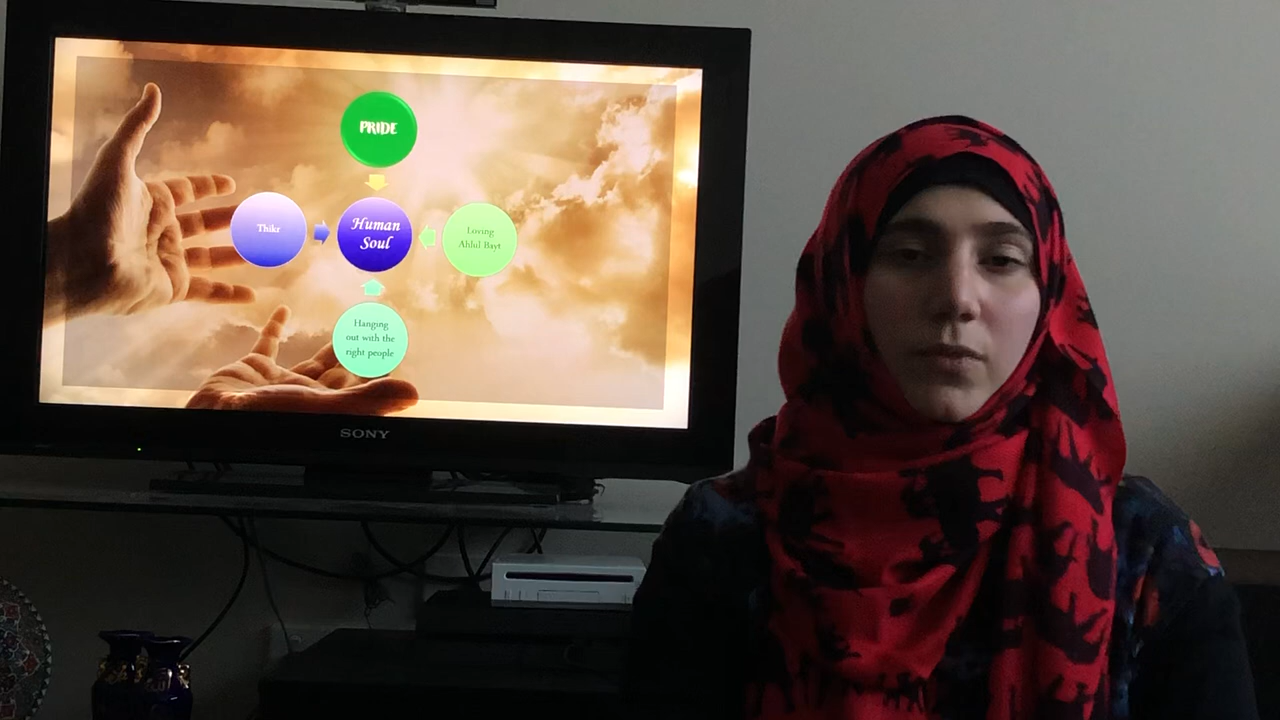 PRIDE
Thikr
Human
Soul
Loving
Ahlul Bayt
Hanging
out with the
right people
SONY